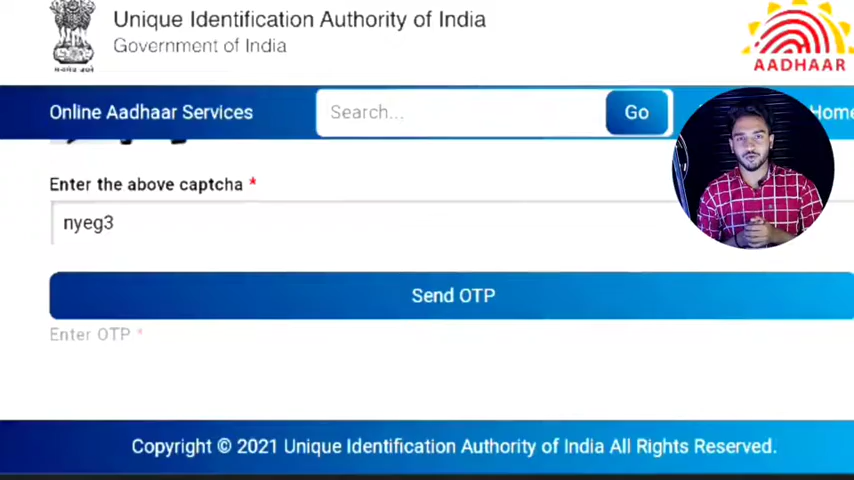 Unique Identification Authority of India
Government of India
AADHAAR
Online Aadhaar Services
Search...
Go
Home
Enter the above captcha *
nyeg3
Send OTP
Enter OTP *
Copyright © 2021 Unique Identification Authority of India All Rights Reserved.